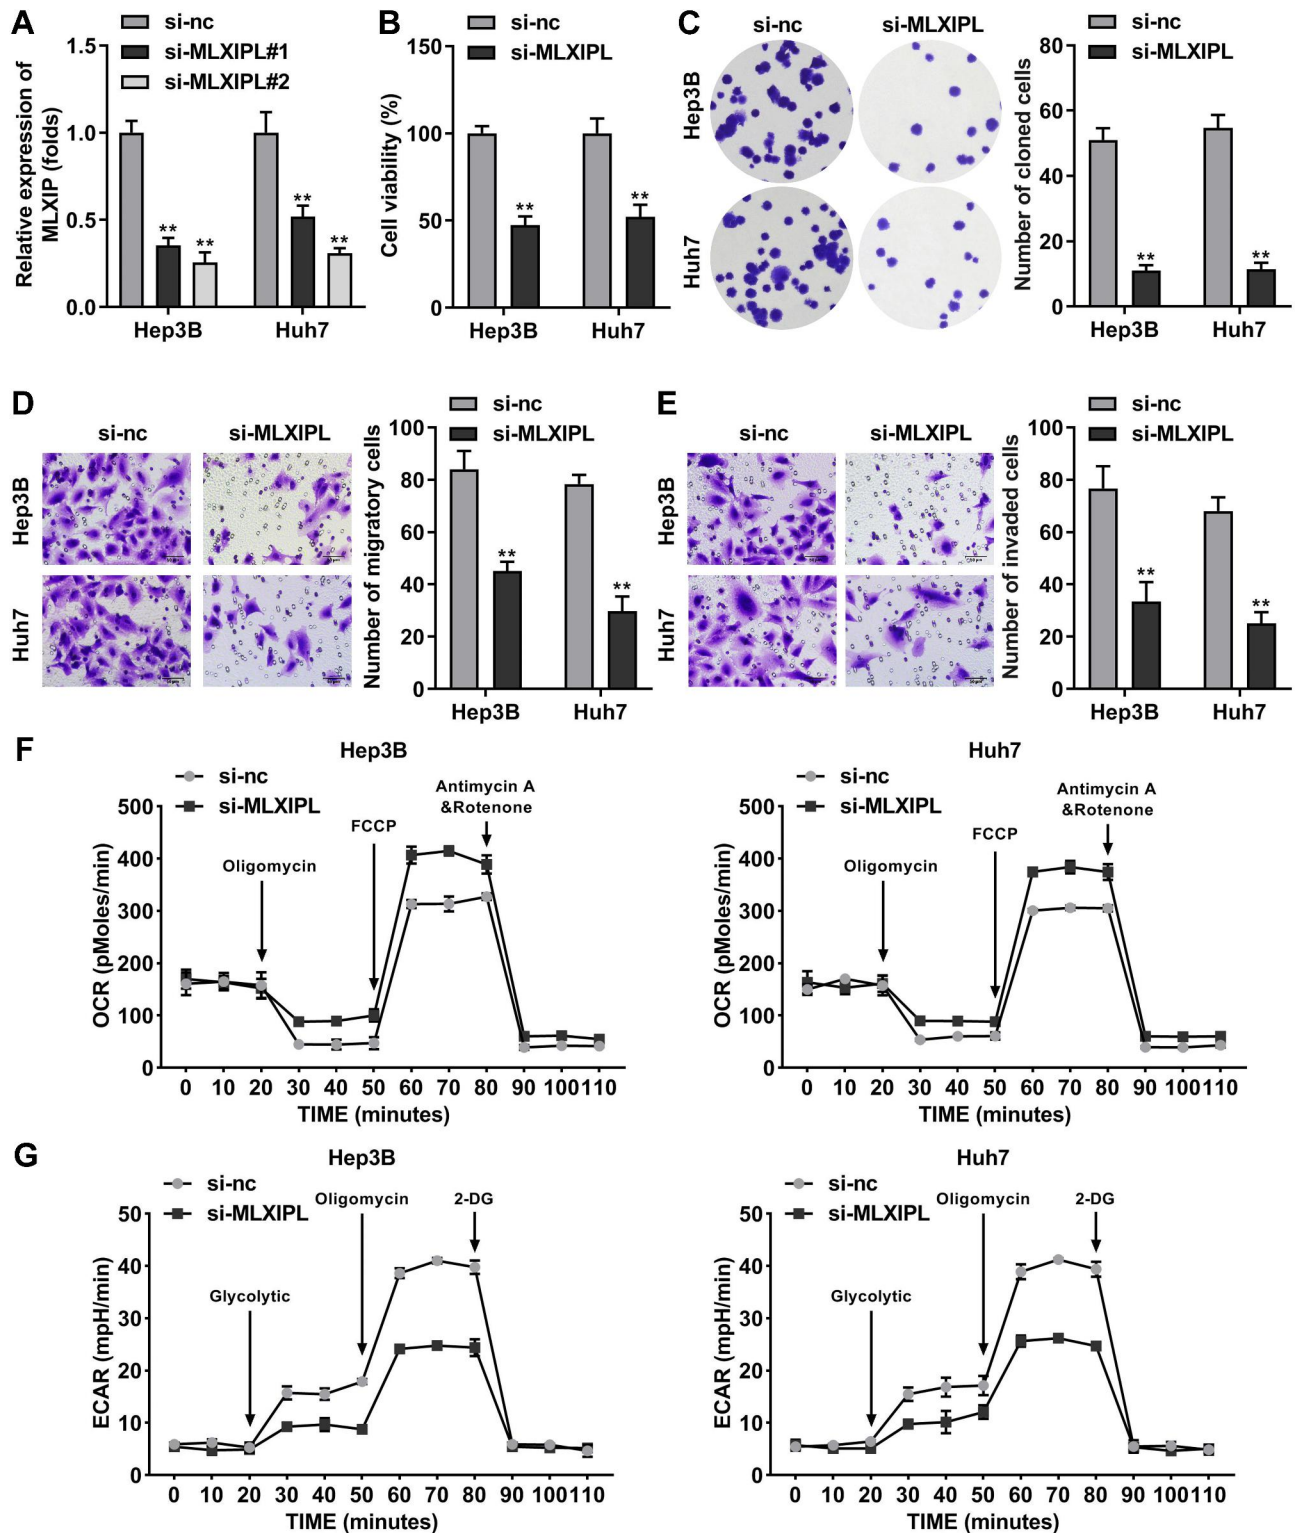 A
si-nc
si-MLXIPL#1
si-MLXIPL#2
Relative expression of
MLXIP (folds)
1.5
1.0
0.5
0.0
**
**
**
**
Hep3B
Huh7
B
si-nc
si-MLXIPL
Cell viability (%)
150
100
50
0
**
**
Hep3B
Huh7
C
si-nc
si-MLXIPL
Hep3B
Huh7
si-nc
si-MLXIPL
Number of cloned cells
80
60
40
20
0
**
**
Hep3B
Huh7
D
si-nc
si-MLXIPL
Hep3B
Huh7
si-nc
si-MLXIPL
Number of migratory cells
100
80
60
40
20
0
**
**
Hep3B
Huh7
E
si-nc
si-MLXIPL
Hep3B
Huh7
si-nc
si-MLXIPL
Number of invaded cells
100
80
60
40
20
0
**
**
Hep3B
Huh7
F
Hep3B
si-nc
si-MLXIPL
Oligomycin
FCCP
Antimycin A
&Rotenone
OCR (pMoles/min)
500
400
300
200
100
0
0 10 20 30 40 50 60 70 80 90 100 110
TIME (minutes)
Huh7
si-nc
si-MLXIPL
Oligomycin
FCCP
Antimycin A
&Rotenone
OCR (pMoles/min)
500
400
300
200
100
0
0 10 20 30 40 50 60 70 80 90 100 110
TIME (minutes)
G
Hep3B
si-nc
si-MLXIPL
Glycolytic
Oligomycin
2-DG
ECAR (mpH/min)
50
40
30
20
10
0
0 10 20 30 40 50 60 70 80 90 100 110
TIME (minutes)
Huh7
si-nc
si-MLXIPL
Glycolytic
Oligomycin
2-DG
ECAR (mpH/min)
50
40
30
20
10
0
0 10 20 30 40 50 60 70 80 90 100 110
TIME (minutes)